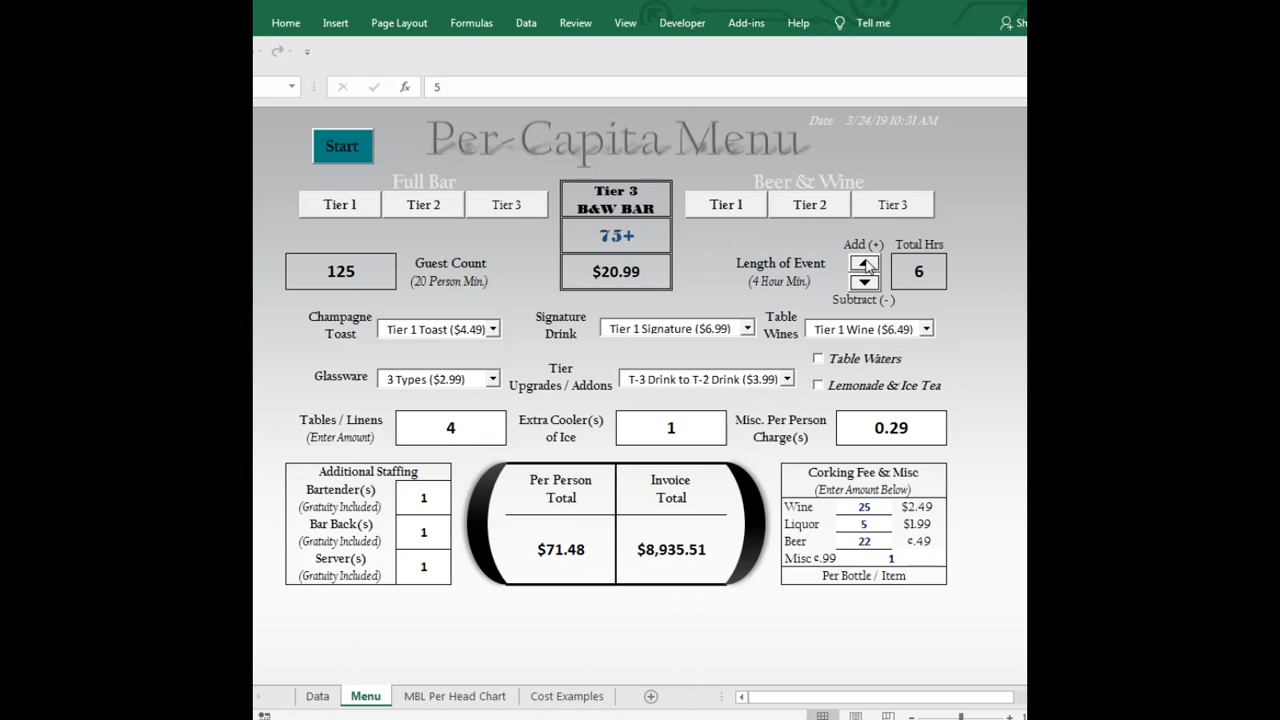 Home Insert Page Layout Formulas Data Review View Developer Add-ins Help Tell me
fx 5
Date 3/24/19 10:31 AM
Start
Per-Capita Menu
Full Bar
Beer & Wine
Tier 1 Tier 2 Tier 3
Tier 3
B&W BAR
75+
$20.99
Tier 1 Tier 2 Tier 3
125
Guest Count
(20 Person Min.)
Length of Event
(4 Hour Min.)
Add (+)
Subtract (-)
Total Hrs
6
Champagne
Toast
Tier 1 Toast ($4.49)
Signature
Drink
Tier 1 Signature ($6.99)
Table
Wines
Tier 1 Wine ($6.49)
Table Waters
Lemonade & Ice Tea
Glassware
3 Types ($2.99)
Tier
Upgrades / Addons
T-3 Drink to T-2 Drink ($3.99)
Tables / Linens
(Enter Amount)
4
Extra Cooler(s)
of Ice
1
Misc. Per Person
Charge(s)
0.29
Additional Staffing
Bartender(s)
(Gratuity Included)
1
Bar Back(s)
(Gratuity Included)
1
Server(s)
(Gratuity Included)
1
Per Person
Total
$71.48
Invoice
Total
$8,935.51
Corking Fee & Misc
(Enter Amount Below)
Wine 25 $2.49
Liquor 5 $1.99
Beer 22 ¢.49
Misc ¢.99 1
Per Bottle / Item
Data Menu MBL Per Head Chart Cost Examples